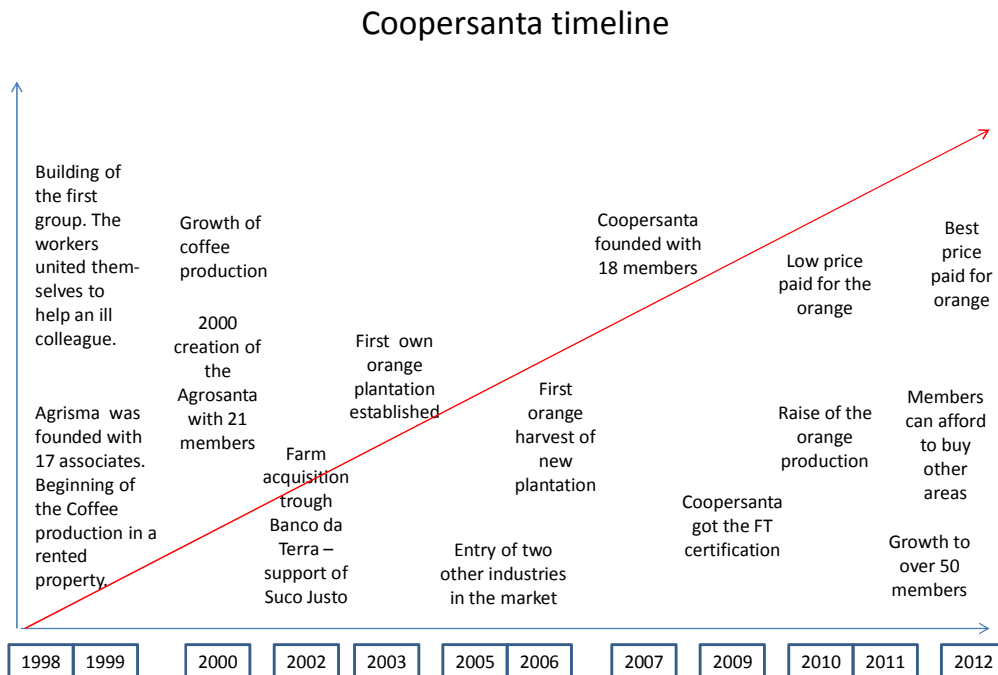 Coopersanta timeline
Building of
the first
group. The
workers
united them-
selves to
help an ill
colleague.
Agrisma was
founded with
17 associates.
Beginning of
the Coffee
production in a
rented
property.
Growth of
coffee
production
2000
creation of
the
Agrosanta
with 21
members
Farm
acquisition
trough
Banco da
Terra –
support of
Suco Justo
First own
orange
plantation
established
Entry of two
other industries
in the market
First
orange
harvest of
new
plantation
Coopersanta
founded with
18 members
Coopersanta
got the FT
certification
Low price
paid for the
orange
Raise of the
orange
production
Best
price
paid for
orange
Members
can afford
to buy
other
areas
Growth to
over 50
members
1998 1999 2000 2002 2003 2005 2006 2007 2009 2010 2011 2012